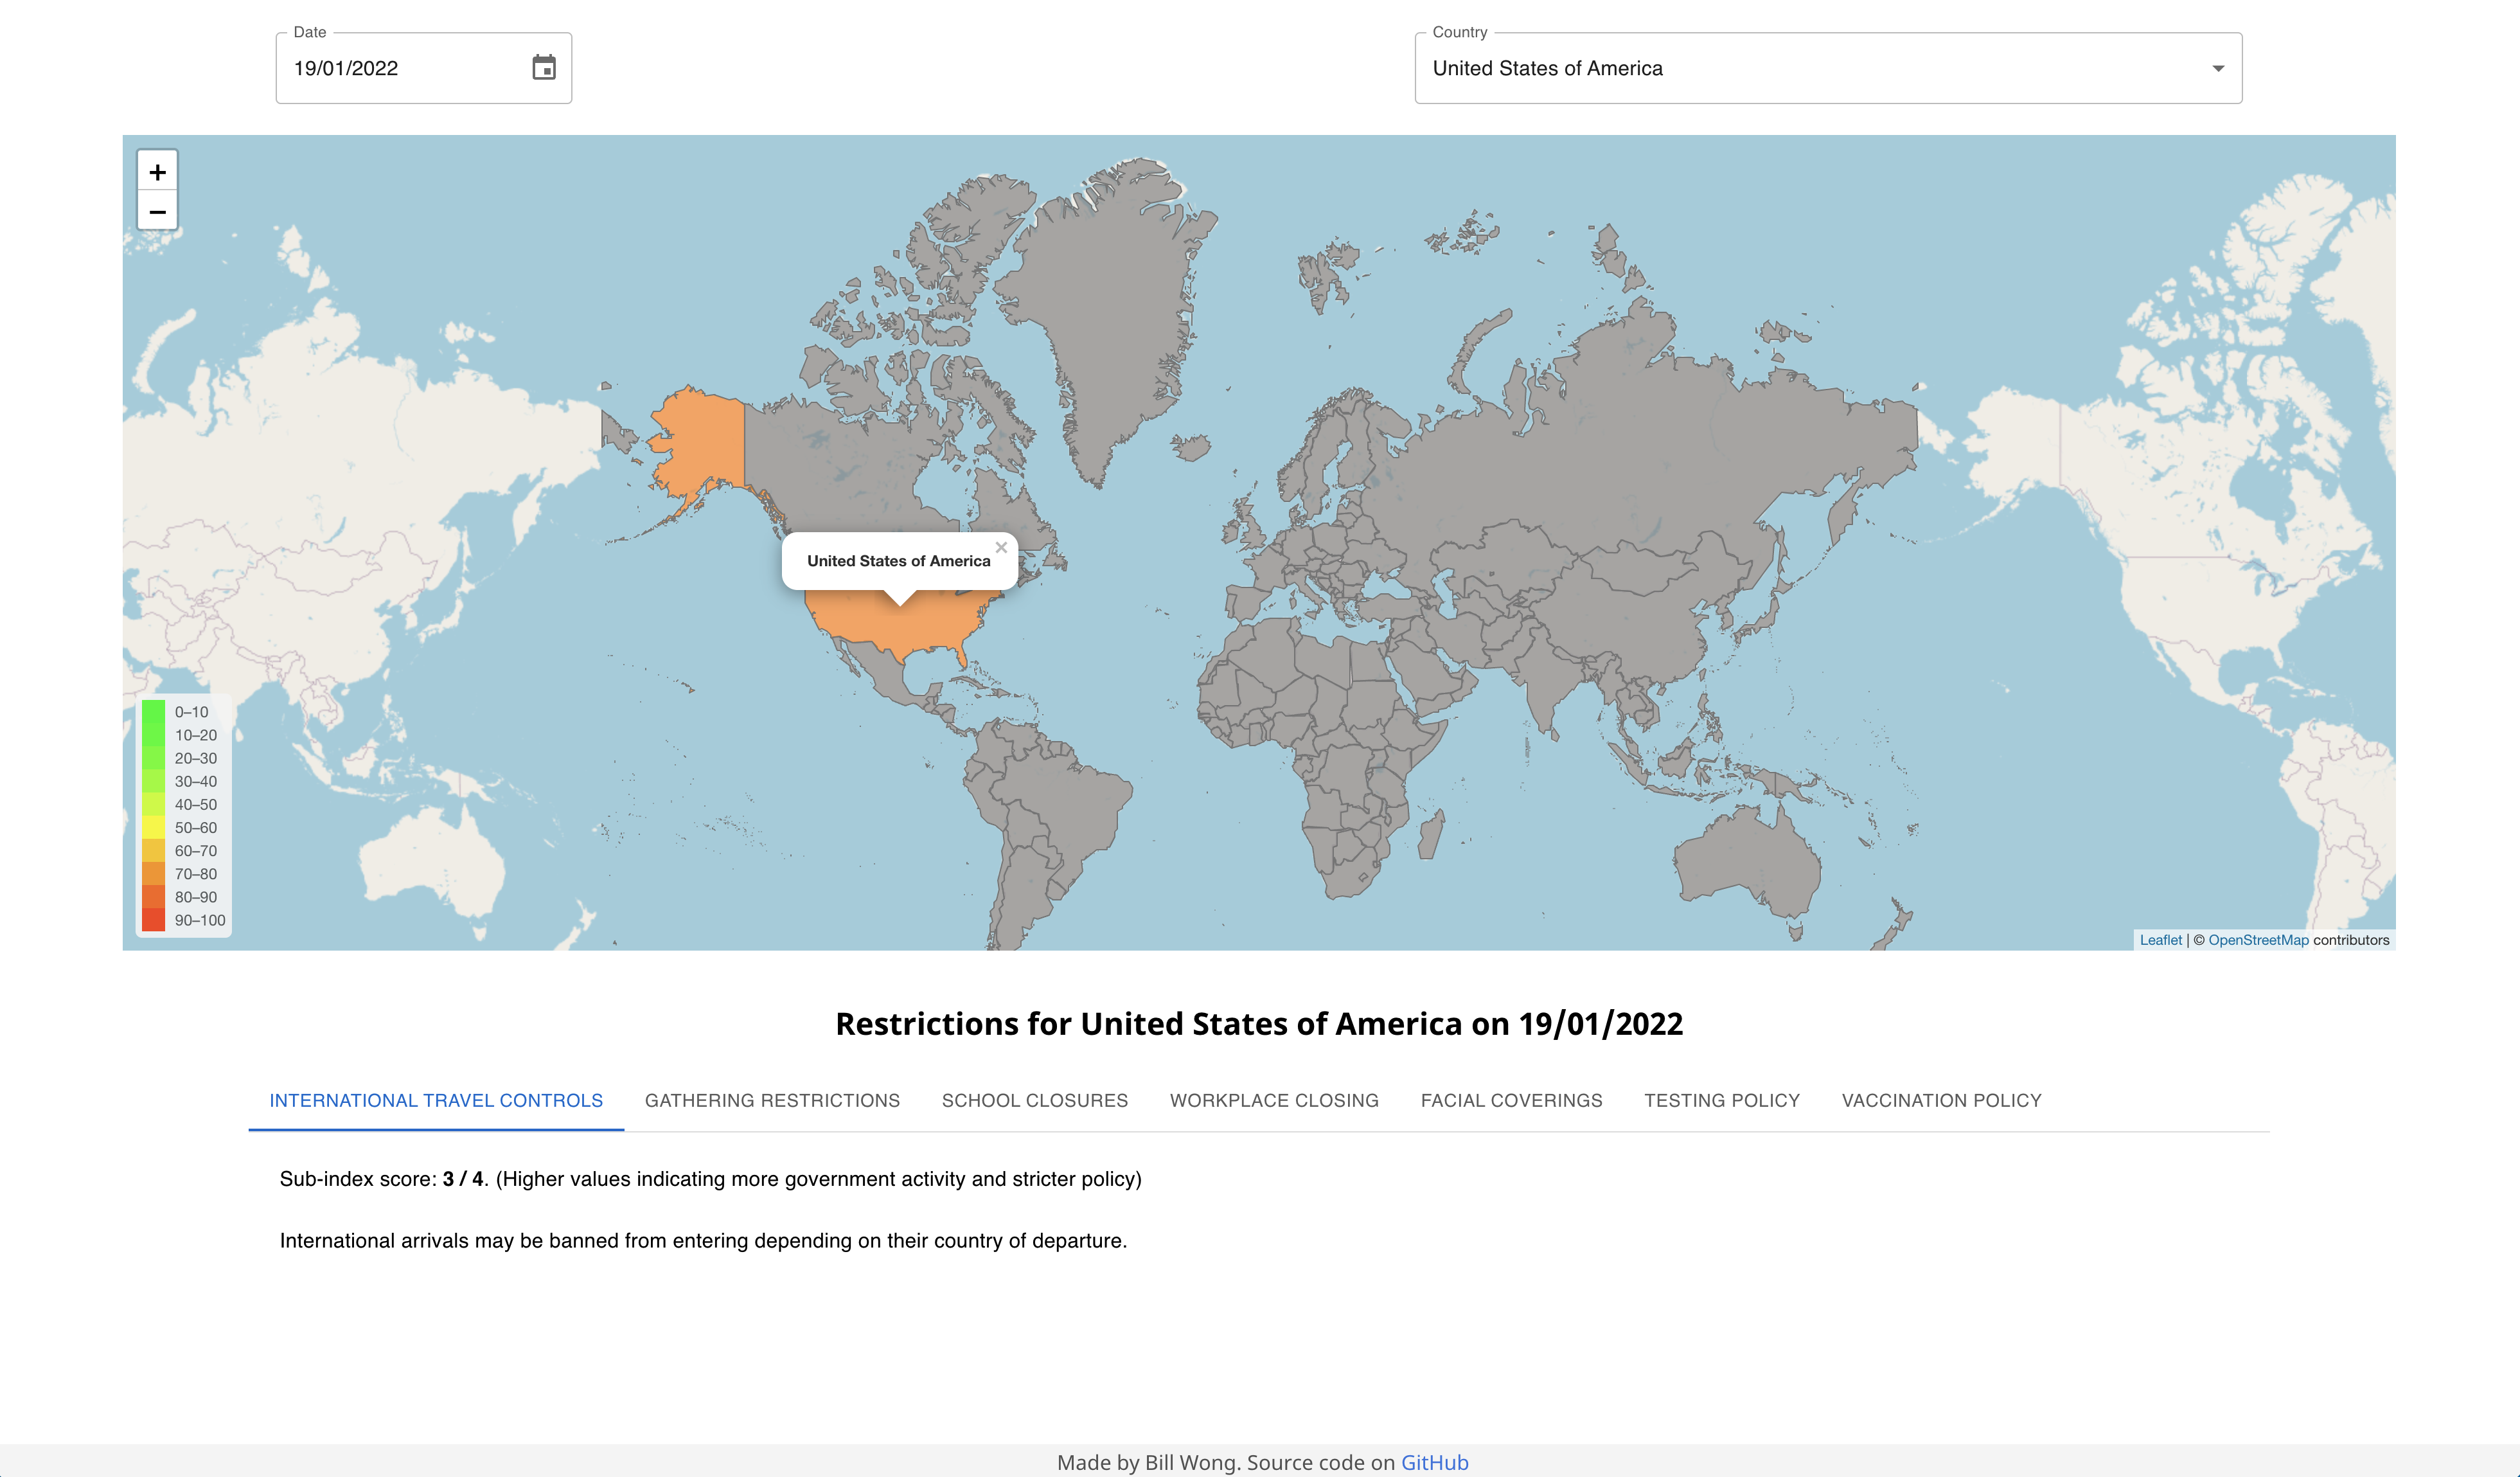 Date
19/01/2022
Country
United States of America
+
−
United States of America ×
0–10
10–20
20–30
30–40
40–50
50–60
60–70
70–80
80–90
90–100
Leaflet | © OpenStreetMap contributors
Restrictions for United States of America on 19/01/2022
INTERNATIONAL TRAVEL CONTROLS GATHERING RESTRICTIONS SCHOOL CLOSURES WORKPLACE CLOSING FACIAL COVERINGS TESTING POLICY VACCINATION POLICY
Sub-index score: 3 / 4. (Higher values indicating more government activity and stricter policy)
International arrivals may be banned from entering depending on their country of departure.
Made by Bill Wong. Source code on GitHub